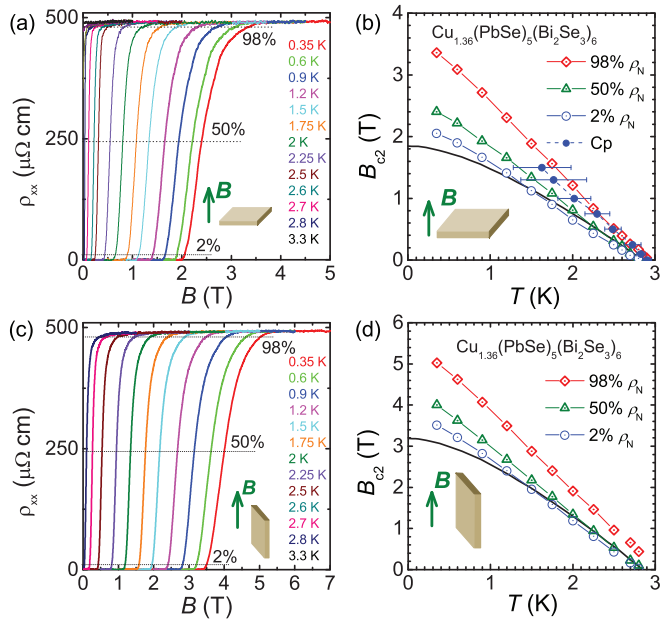 (a)
500
250
0
ρxx (μΩ cm)
98%
50%
2%
0.35 K
0.6 K
0.9 K
1.2 K
1.5 K
1.75 K
2 K
2.25 K
2.5 K
2.6 K
2.7 K
2.8 K
3.3 K
B
0 1 2 3 4 5
B (T)
(b)
Cu1.36(PbSe)5(Bi2Se3)6
98% ρN
50% ρN
2% ρN
Cp
4
3
2
1
0
Bc2 (T)
B
0 1 2 3
T (K)
(c)
500
250
0
ρxx (μΩ cm)
98%
50%
2%
0.35 K
0.6 K
0.9 K
1.2 K
1.5 K
1.75 K
2 K
2.25 K
2.5 K
2.6 K
2.7 K
2.8 K
3.3 K
B
0 1 2 3 4 5 6 7
B (T)
(d)
Cu1.36(PbSe)5(Bi2Se3)6
98% ρN
50% ρN
2% ρN
6
5
4
3
2
1
0
Bc2 (T)
B
0 1 2 3
T (K)